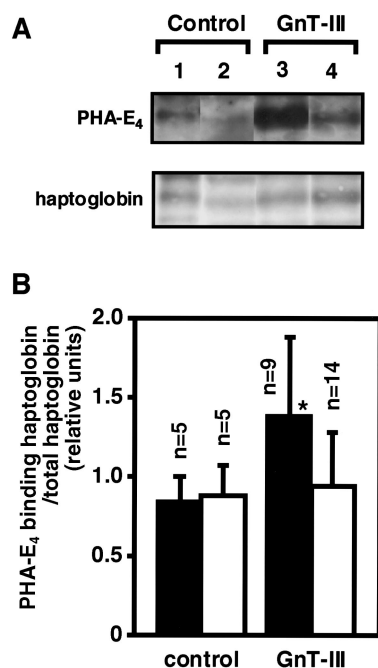 A
Control GnT-III
1 2 3 4
PHA-E4
haptoglobin
B
PHA-E4 binding haptoglobin
/total haptoglobin
(relative units)
2.0
1.5
1.0
0.5
0
n=5
n=5
n=9
*
n=14
control GnT-III